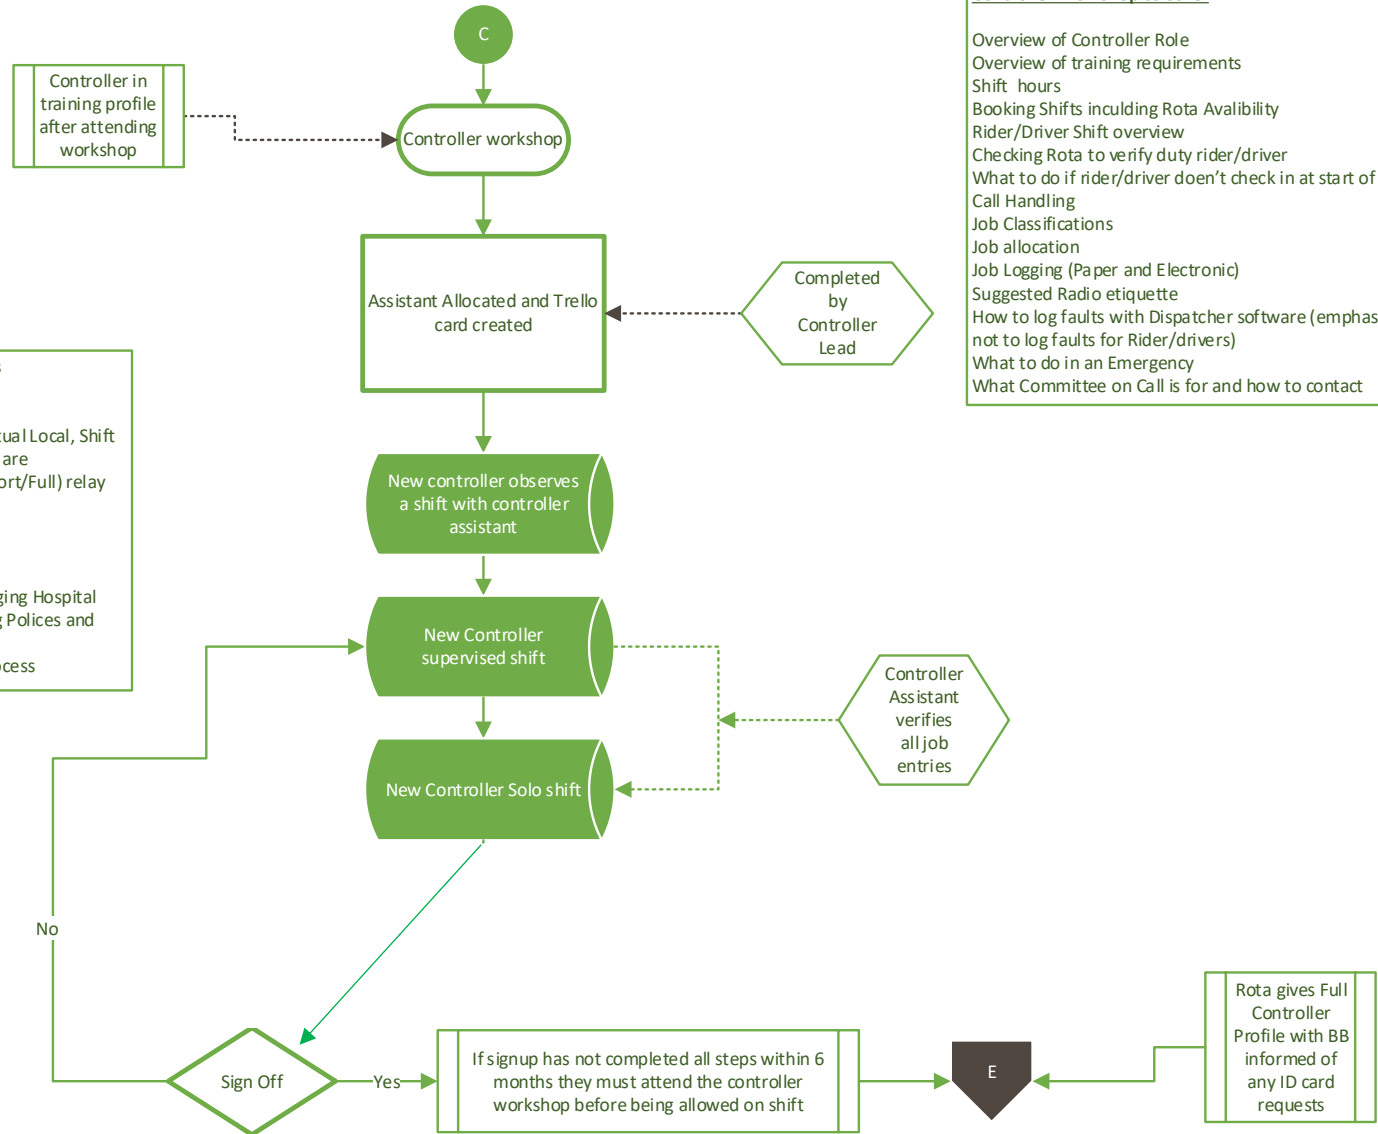 C
Controller in
training profile
after attending
workshop
Controller workshop
Overview of Controller Role
Overview of training requirements
Shift hours
Booking Shifts inculding Rota Avalibility
Rider/Driver Shift overview
Checking Rota to verify duty rider/driver
What to do if rider/driver doen't check in at start of
Call Handling
Job Classifications
Job allocation
Job Logging (Paper and Electronic)
Suggested Radio etiquette
How to log faults with Dispatcher software (emphas
not to log faults for Rider/drivers)
What to do in an Emergency
What Committee on Call is for and how to contact
Assistant Allocated and Trello
card created
Completed
by
Controller
Lead
tual Local, Shift
are
ort/Full) relay
ging Hospital
g Polices and
ocess
New controller observes
a shift with controller
assistant
New Controller
supervised shift
Controller
Assistant
verifies
all job
entries
New Controller Solo shift
No
Sign Off
Yes
If signup has not completed all steps within 6
months they must attend the controller
workshop before being allowed on shift
E
Rota gives Full
Controller
Profile with BB
informed of
any ID card
requests